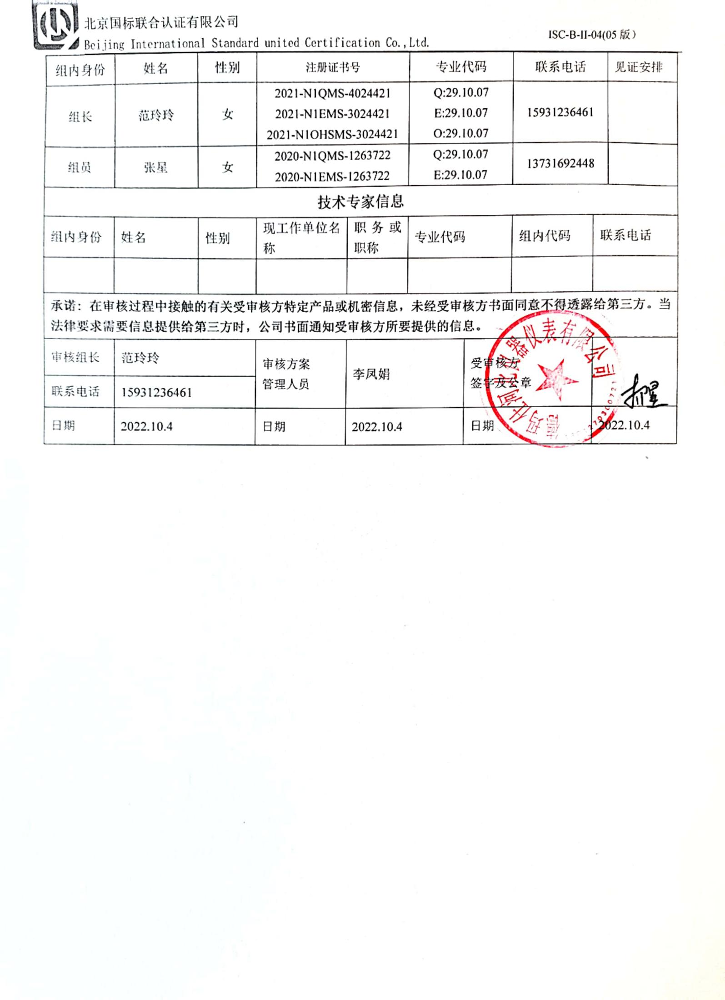 北京国标联合认证有限公司
Beijing International Standard united Certification Co.,Ltd.
ISC-B-II-04(05 版)
组内身份 姓名 性别 注册证书号 专业代码 联系电话 见证安排
组长 范玲玲 女 2021-N1QMS-4024421 Q:29.10.07 15931236461
2021-N1EMS-3024421 E:29.10.07
2021-N1OHSMS-3024421 O:29.10.07
组员 张星 女 2020-N1QMS-1263722 Q:29.10.07 13731692448
2020-N1EMS-1263722 E:29.10.07
技术专家信息
组内身份 姓名 性别 现工作单位名 职务或 专业代码 组内代码 联系电话
称 职称
承诺：在审核过程中接触的有关受审核方特定产品或机密信息，未经受审核方书面同意不得透露给第三方。当
法律要求需要信息提供给第三方时，公司书面通知受审核方所要提供的信息。
审核组长 范玲玲 审核方案 李凤娟 受审核方
管理人员 签字及公章
联系电话 15931236461
日期 2022.10.4 日期 2022.10.4 日期 2022.10.4
德玛仕河北仪器仪表有限公司